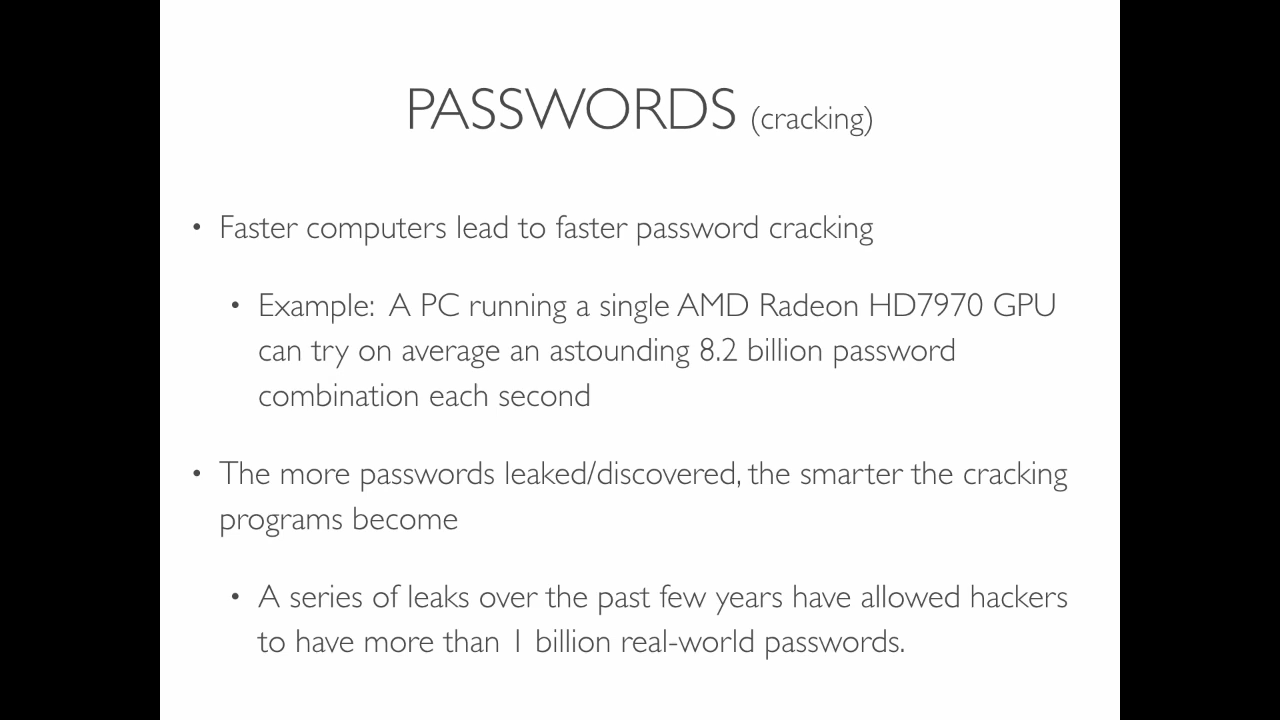 PASSWORDS (cracking)
• Faster computers lead to faster password cracking
• Example: A PC running a single AMD Radeon HD7970 GPU
can try on average an astounding 8.2 billion password
combination each second
• The more passwords leaked/discovered, the smarter the cracking
programs become
• A series of leaks over the past few years have allowed hackers
to have more than 1 billion real-world passwords.